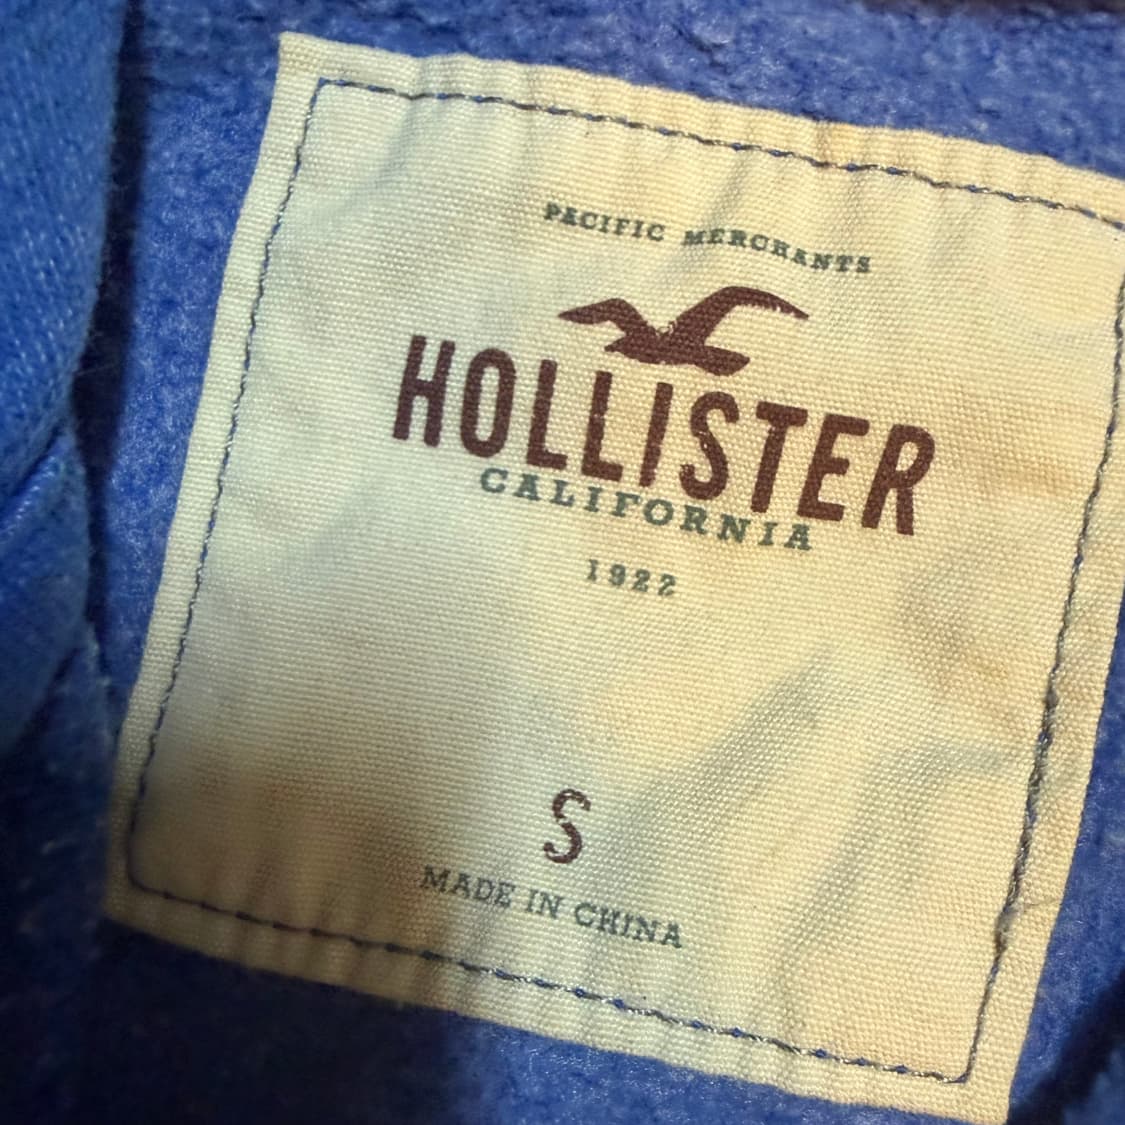 PACIFIC MERCHANTS
HOLLISTER
CALIFORNIA
1922
S
MADE IN CHINA